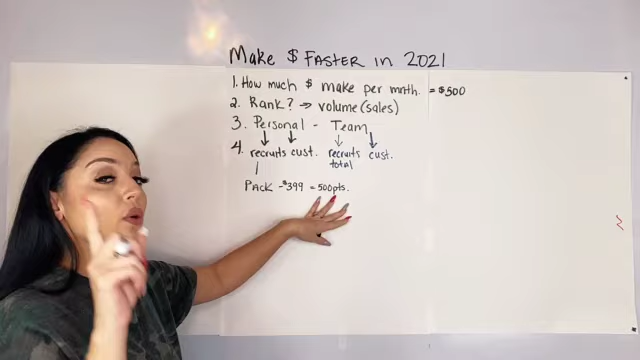 Make $ Faster in 2021
1. How much $ make per mnth. = $500
2. Rank? → volume (sales)
3. Personal - Team
4. recruits cust. recruits cust.
total
Pack - $399 = 500pts.